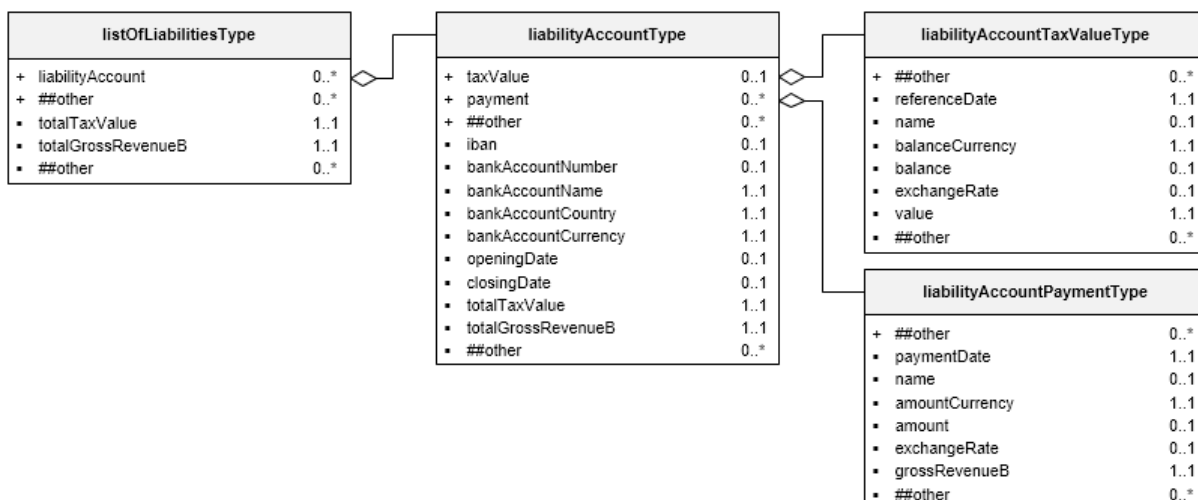 listOfLiabilitiesType
+ liabilityAccount 0..*
+ ##other 0..*
▪ totalTaxValue 1..1
▪ totalGrossRevenueB 1..1
▪ ##other 0..*
liabilityAccountType
+ taxValue 0..1
+ payment 0..*
+ ##other 0..*
▪ iban 0..1
▪ bankAccountNumber 0..1
▪ bankAccountName 1..1
▪ bankAccountCountry 1..1
▪ bankAccountCurrency 1..1
▪ openingDate 0..1
▪ closingDate 0..1
▪ totalTaxValue 1..1
▪ totalGrossRevenueB 1..1
▪ ##other 0..*
liabilityAccountTaxValueType
+ ##other 0..*
▪ referenceDate 1..1
▪ name 0..1
▪ balanceCurrency 1..1
▪ balance 0..1
▪ exchangeRate 0..1
▪ value 1..1
▪ ##other 0..*
liabilityAccountPaymentType
+ ##other 0..*
▪ paymentDate 1..1
▪ name 0..1
▪ amountCurrency 1..1
▪ amount 0..1
▪ exchangeRate 0..1
▪ grossRevenueB 1..1
▪ ##other 0..*